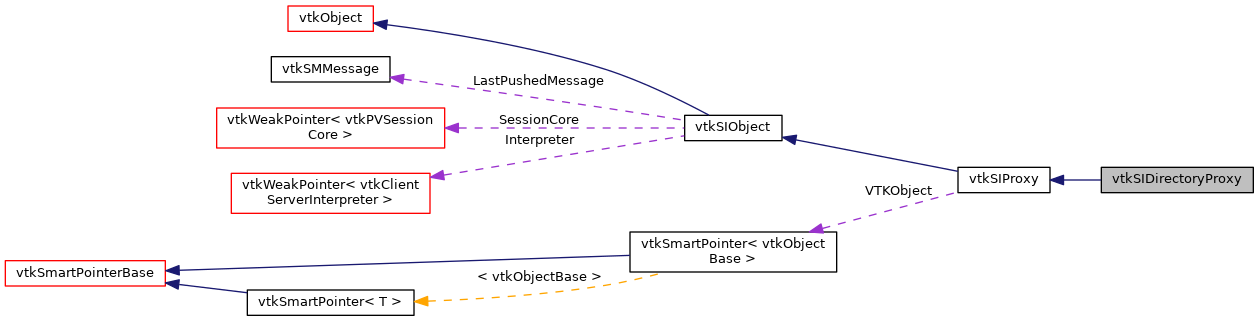 vtkObject
vtkSMMessage
LastPushedMessage
vtkWeakPointer< vtkPVSession
Core >
SessionCore
vtkSIObject
Interpreter
vtkWeakPointer< vtkClient
ServerInterpreter >
vtkSIProxy
vtkSIDirectoryProxy
VTKObject
vtkSmartPointer< vtkObject
Base >
vtkSmartPointerBase
< vtkObjectBase >
vtkSmartPointer< T >